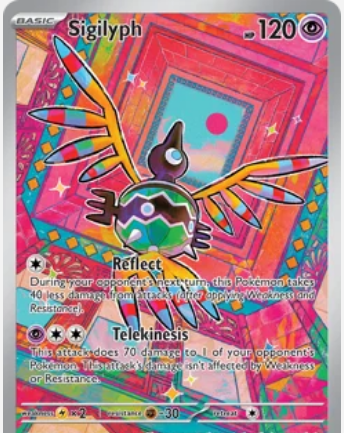 BASIC
Sigilyph HP 120
Reflect
During your opponent's next turn, this Pokémon takes
40 less damage from attacks (after applying Weakness and
Resistance).
Telekinesis
This attack does 70 damage to 1 of your opponent's
Pokémon. This attack's damage isn't affected by Weakness
or Resistance.
weakness ×2 resistance -30 retreat